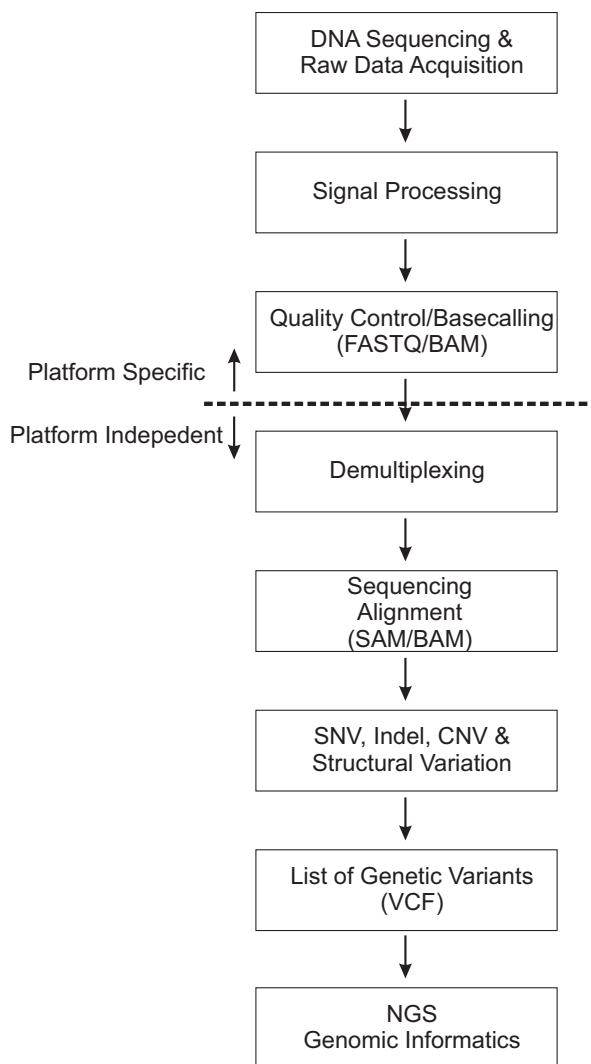 DNA Sequencing &
Raw Data Acquisition
Signal Processing
Quality Control/Basecalling
(FASTQ/BAM)
Platform Specific
Platform Indepedent
Demultiplexing
Sequencing
Alignment
(SAM/BAM)
SNV, Indel, CNV &
Structural Variation
List of Genetic Variants
(VCF)
NGS
Genomic Informatics